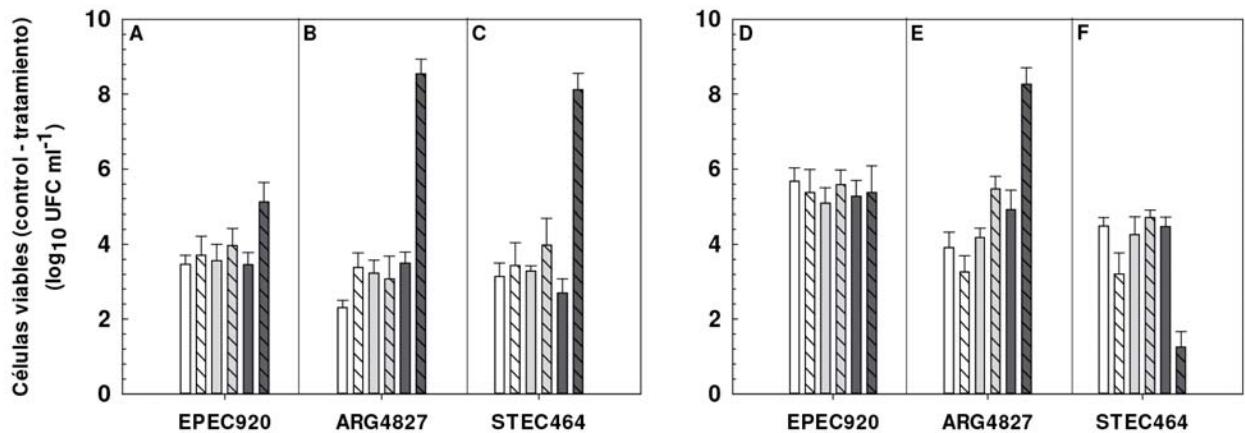 Células viables (control - tratamiento)
(log10 UFC ml-1)
10
8
6
4
2
0
A
B
C
EPEC920
ARG4827
STEC464
10
8
6
4
2
0
D
E
F
EPEC920
ARG4827
STEC464